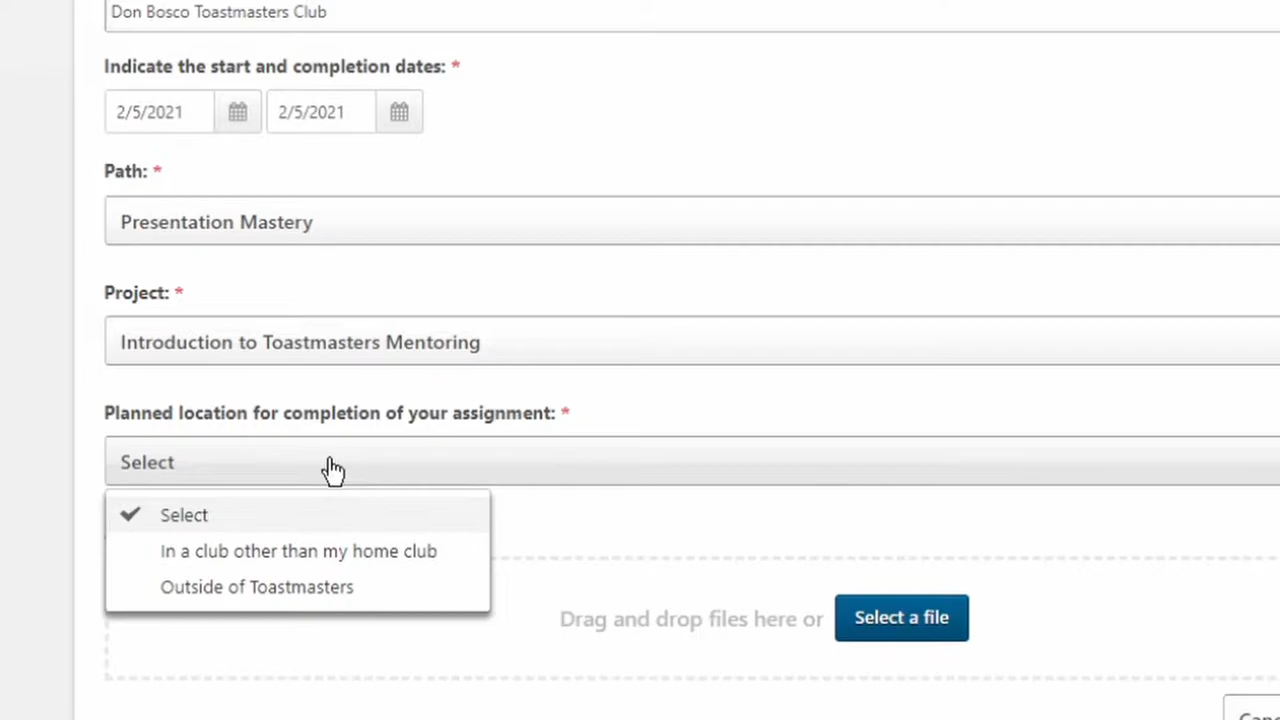 Don Bosco Toastmasters Club
Indicate the start and completion dates: *
2/5/2021 2/5/2021
Path: *
Presentation Mastery
Project: *
Introduction to Toastmasters Mentoring
Planned location for completion of your assignment: *
Select
Select
In a club other than my home club
Outside of Toastmasters
Drag and drop files here or Select a file